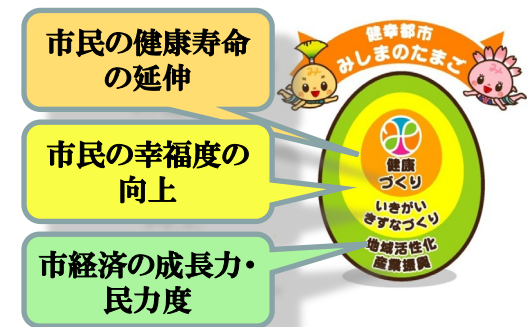 市民の健康寿命
の延伸
市民の幸福度の
向上
市経済の成長力・
民力度
健幸都市
みしまのたまご
み
健康
づくり
いきがい
きずなづくり
地域活性化
産業振興